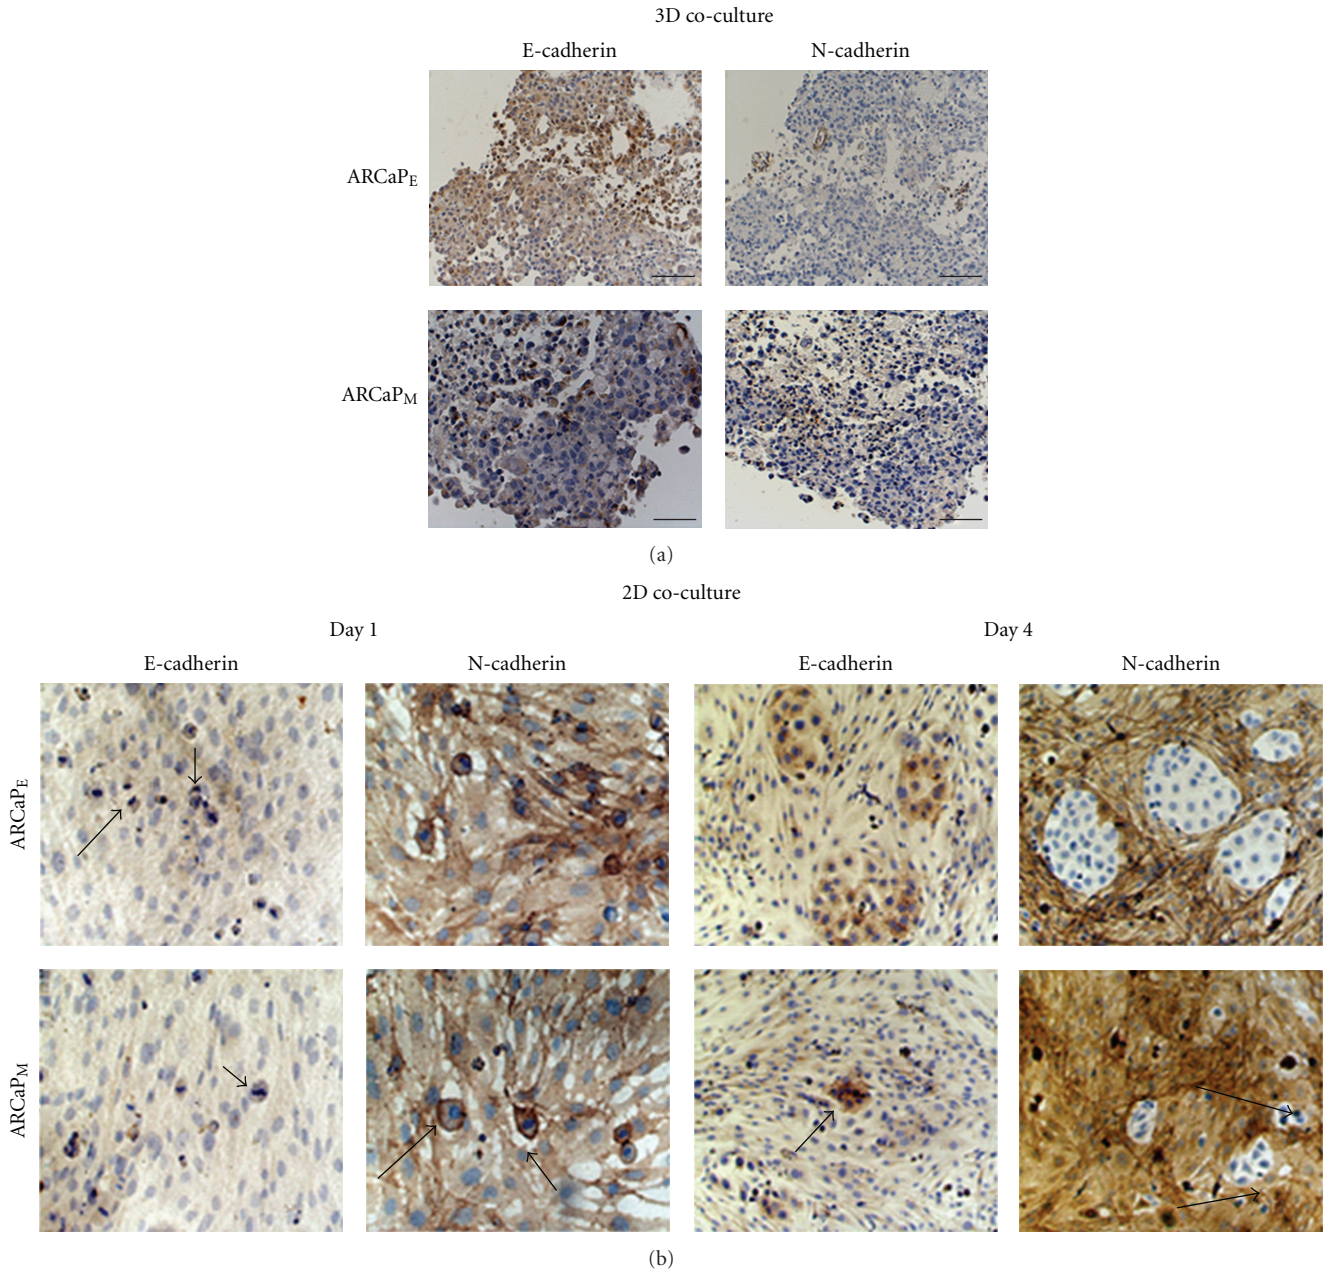 3D co-culture
E-cadherin
N-cadherin
ARCaPE
ARCaPM
(a)
2D co-culture
Day 1
Day 4
E-cadherin
N-cadherin
E-cadherin
N-cadherin
ARCaPE
ARCaPM
(b)